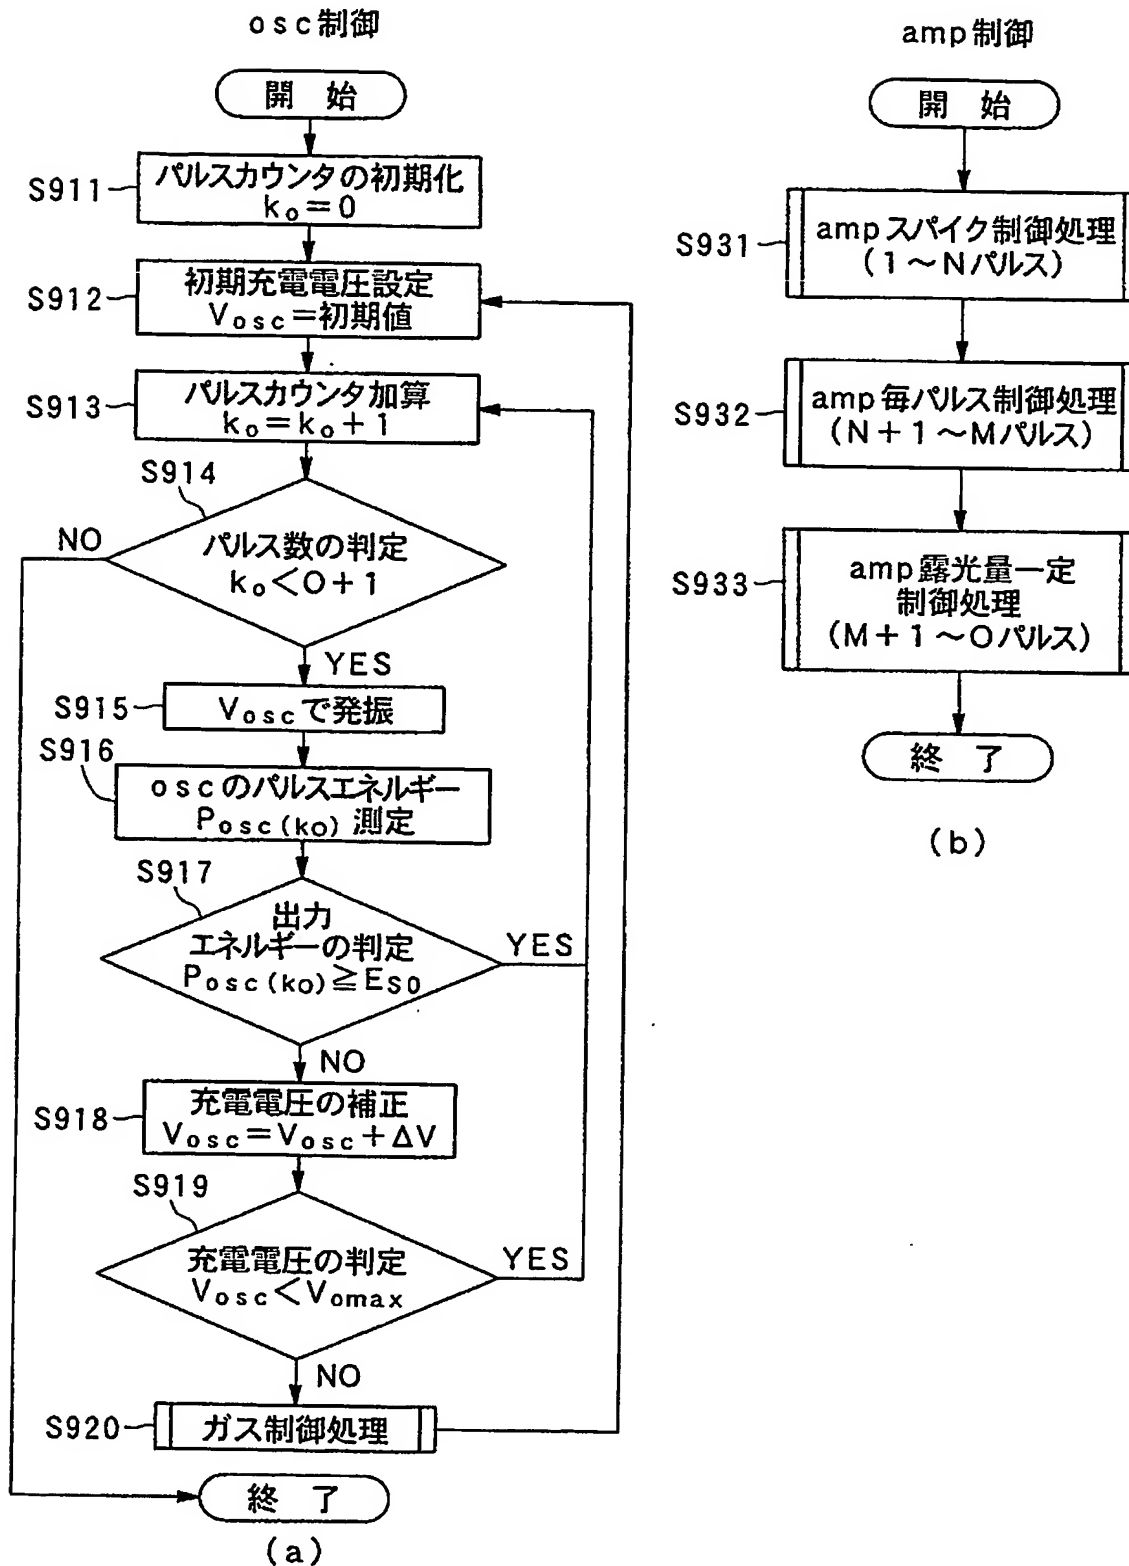 osc制御
開 始
S911
パルスカウンタの初期化
ko=0
S912
初期充電電圧設定
Vosc=初期値
S913
パルスカウンタ加算
ko=ko+1
S914
NO
パルス数の判定
ko<O+1
YES
S915
Voscで発振
S916
oscのパルスエネルギー
Posc(ko) 測定
S917
出力
エネルギーの判定
Posc(ko)≧ES0
YES
NO
S918
充電電圧の補正
Vosc=Vosc+ΔV
S919
充電電圧の判定
Vosc<Vomax
YES
NO
S920
ガス制御処理
終 了
(a)
amp制御
開 始
S931
ampスパイク制御処理
(1~Nパルス)
S932
amp毎パルス制御処理
(N+1~Mパルス)
S933
amp露光量一定
制御処理
(M+1~Oパルス)
終 了
(b)